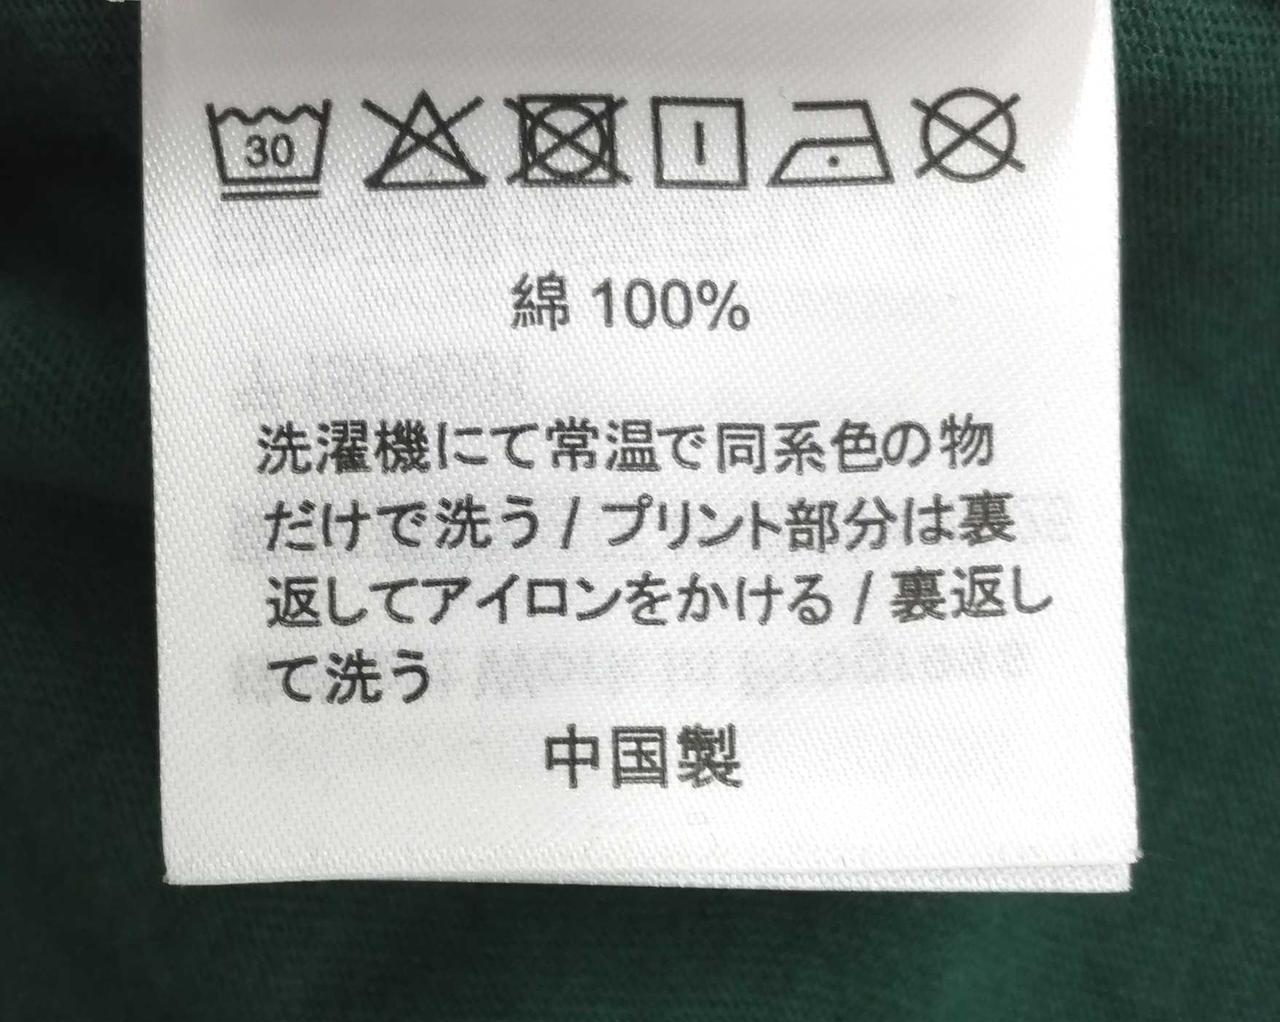 30
綿 100%
洗濯機にて常温で同系色の物
だけで洗う / プリント部分は裏
返してアイロンをかける / 裏返し
て洗う
中国製